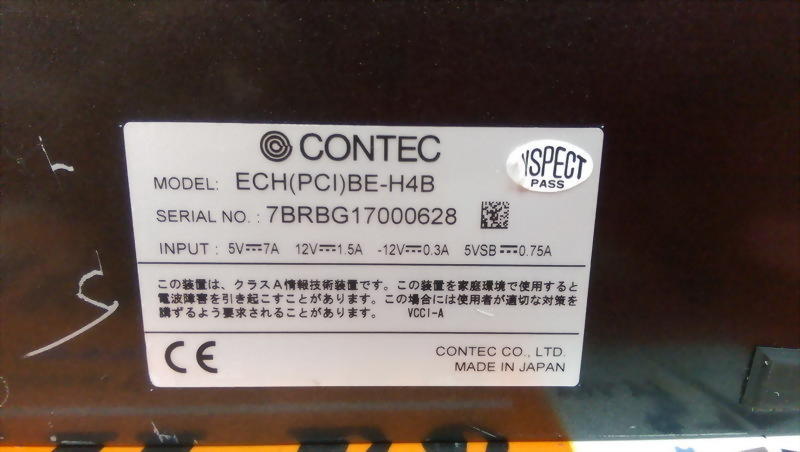 CONTEC
YSPECT
PASS
MODEL: ECH(PCI)BE-H4B
SERIAL NO. : 7BRBG17000628
INPUT : 5V⎓7A 12V⎓1.5A -12V⎓0.3A 5VSB⎓0.75A
この装置は、クラスA情報技術装置です。この装置を家庭環境で使用すると
電波障害を引き起こすことがあります。この場合には使用者が適切な対策を
講ずるよう要求されることがあります。 VCCI-A
CE
CONTEC CO., LTD.
MADE IN JAPAN